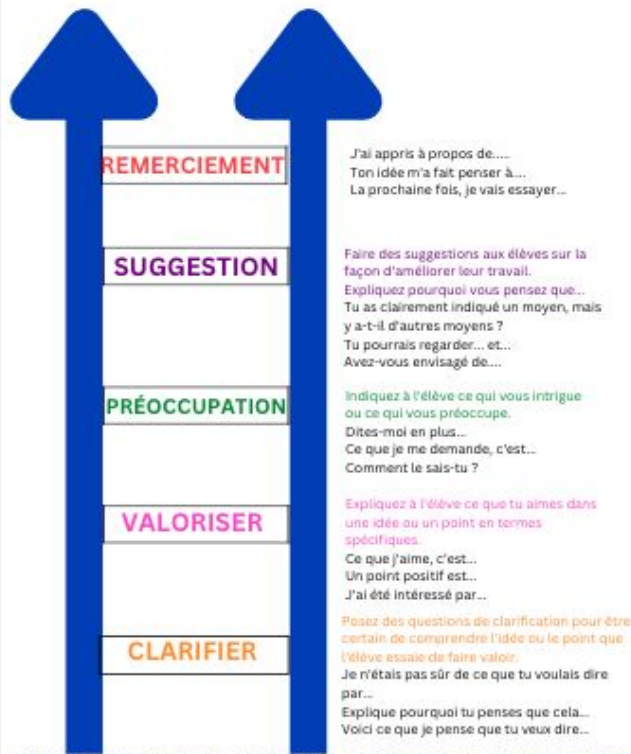 REMERCIEMENT
J'ai appris à propos de....
Ton idée m'a fait penser à....
La prochaine fois, je vais essayer...
SUGGESTION
Faire des suggestions aux élèves sur la
façon d'améliorer leur travail.
Expliquez pourquoi vous pensez que...
Tu as clairement indiqué un moyen, mais
y a-t-il d'autres moyens ?
Tu pourrais regarder... et...
Avez-vous envisagé de....
PRÉOCCUPATION
Indiquez à l'élève ce qui vous intrigue
ou ce qui vous préoccupe.
Dites-moi en plus...
Ce que je me demande, c'est...
Comment le sais-tu ?
VALORISER
Expliquez à l'élève ce que tu aimes dans
une idée ou un point en termes
spécifiques.
Ce que j'aime, c'est...
Un point positif est...
J'ai été intéressé par...
CLARIFIER
Posez des questions de clarification pour être
certain de comprendre l'idée ou le point que
l'élève essaie de faire valoir.
Je n'étais pas sûr de ce que tu voulais dire
par...
Explique pourquoi tu penses que cela...
Voici ce que je pense que tu veux dire...